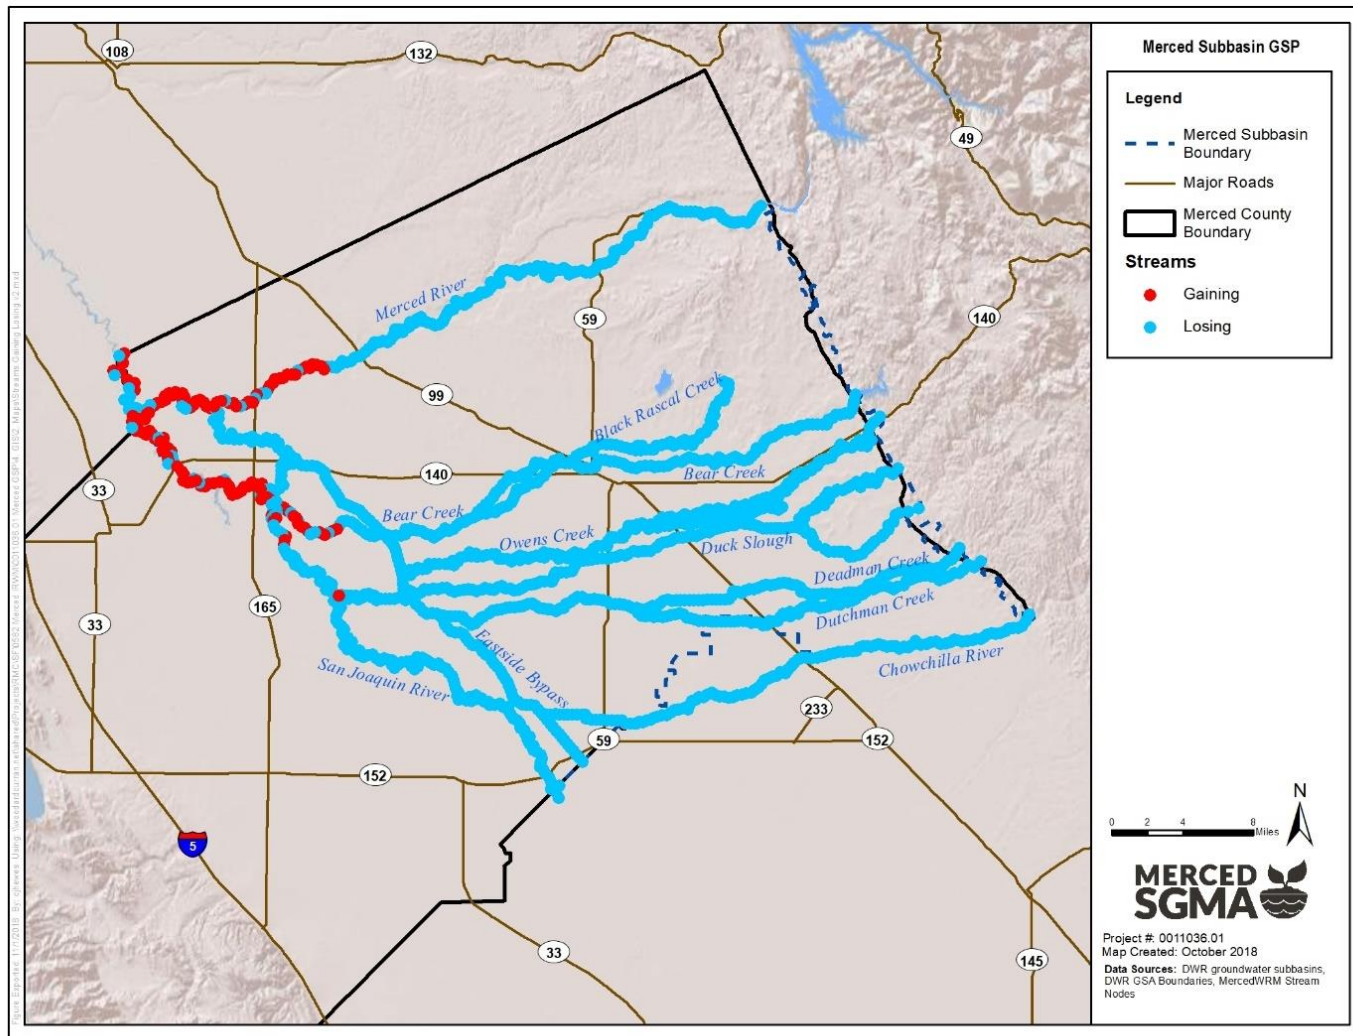 108
132
49
140
59
99
Merced River
Black Rascal Creek
Bear Creek
140
33
Bear Creek
Owens Creek
Duck Slough
Deadman Creek
Dutchman Creek
33
165
Eastside Bypass
San Joaquin River
Chowchilla River
233
59
152
152
5
33
145
Merced Subbasin GSP
Legend
Merced Subbasin
Boundary
Major Roads
Merced County
Boundary
Streams
Gaining
Losing
N
0 2 4 8
Miles
MERCED
SGMA
Project #: 0011036.01
Map Created: October 2018
Data Sources: DWR groundwater subbasins,
DWR GSA Boundaries, MercedWRM Stream
Nodes